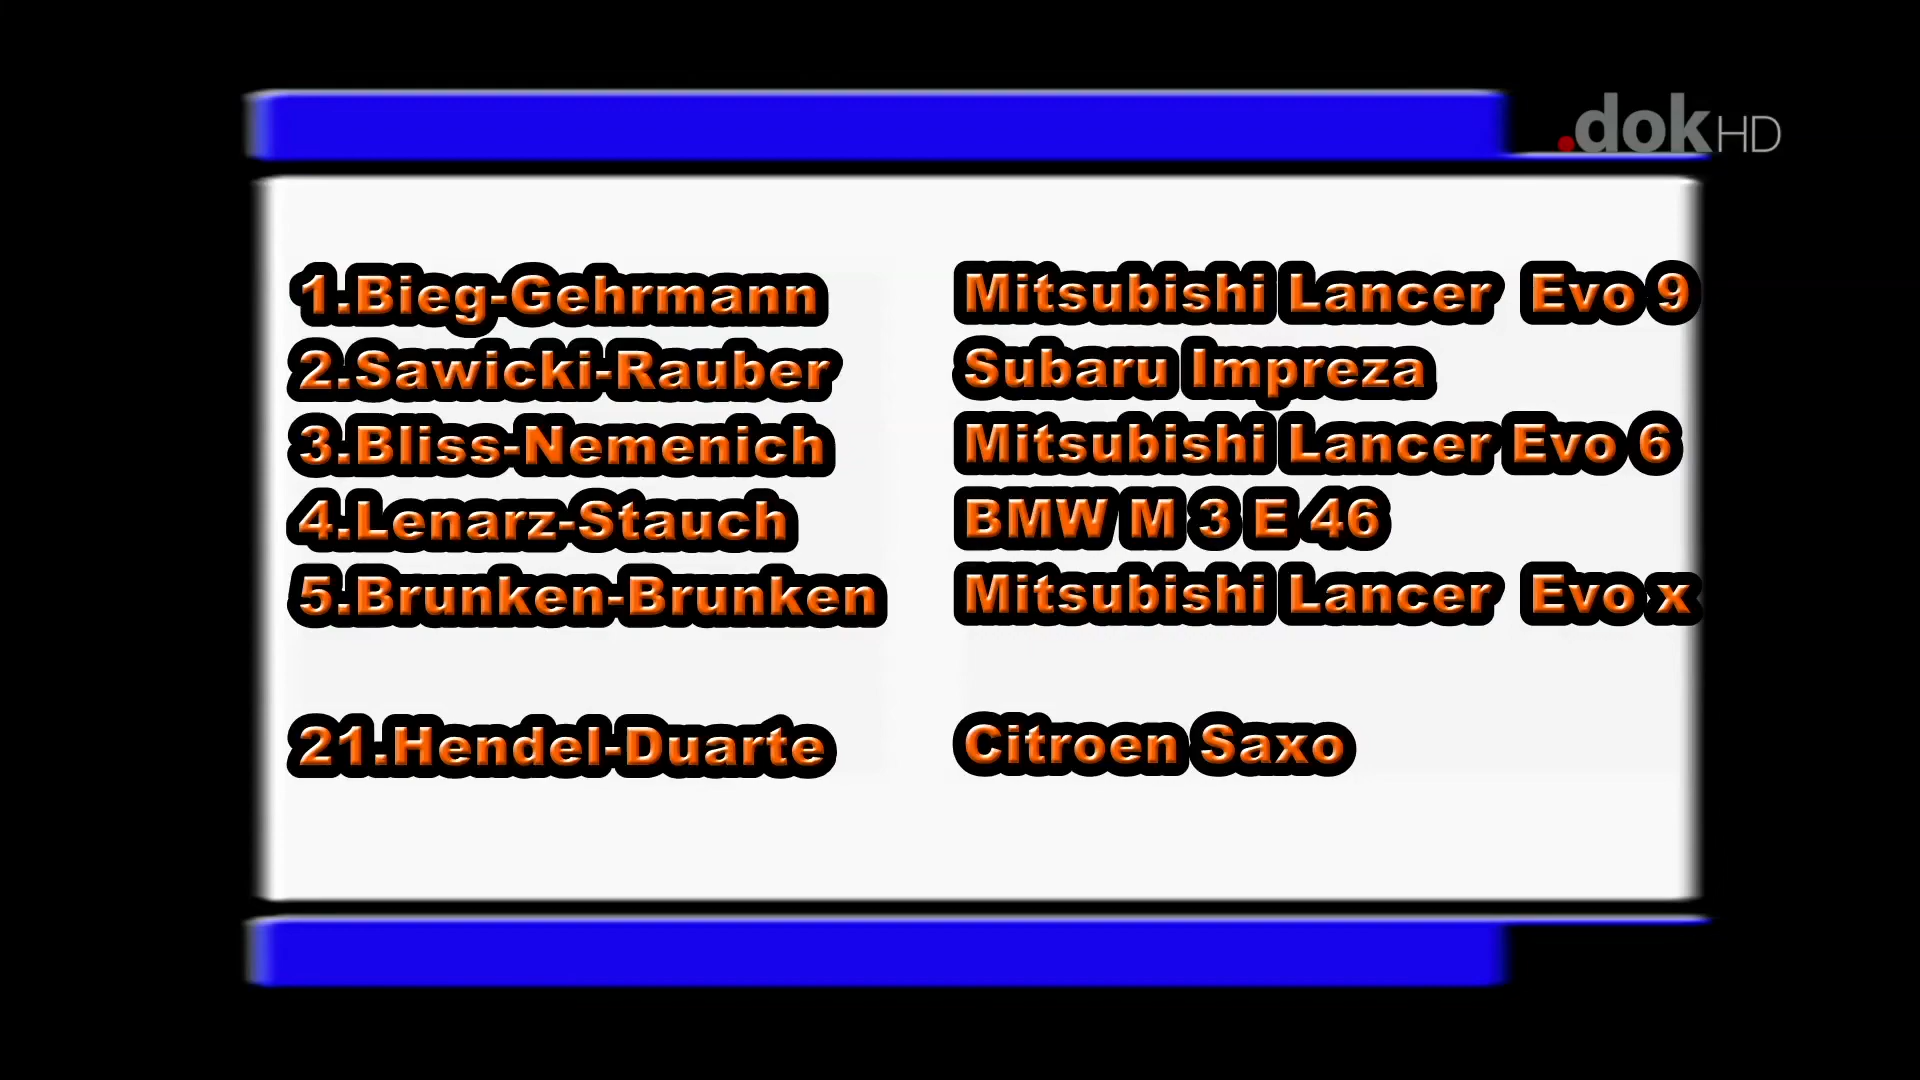 .dokHD
1.Bieg-Gehrmann Mitsubishi Lancer Evo 9
2.Sawicki-Rauber Subaru Impreza
3.Bliss-Nemenich Mitsubishi Lancer Evo 6
4.Lenarz-Stauch BMW M 3 E 46
5.Brunken-Brunken Mitsubishi Lancer Evo x
21.Hendel-Duarte Citroen Saxo